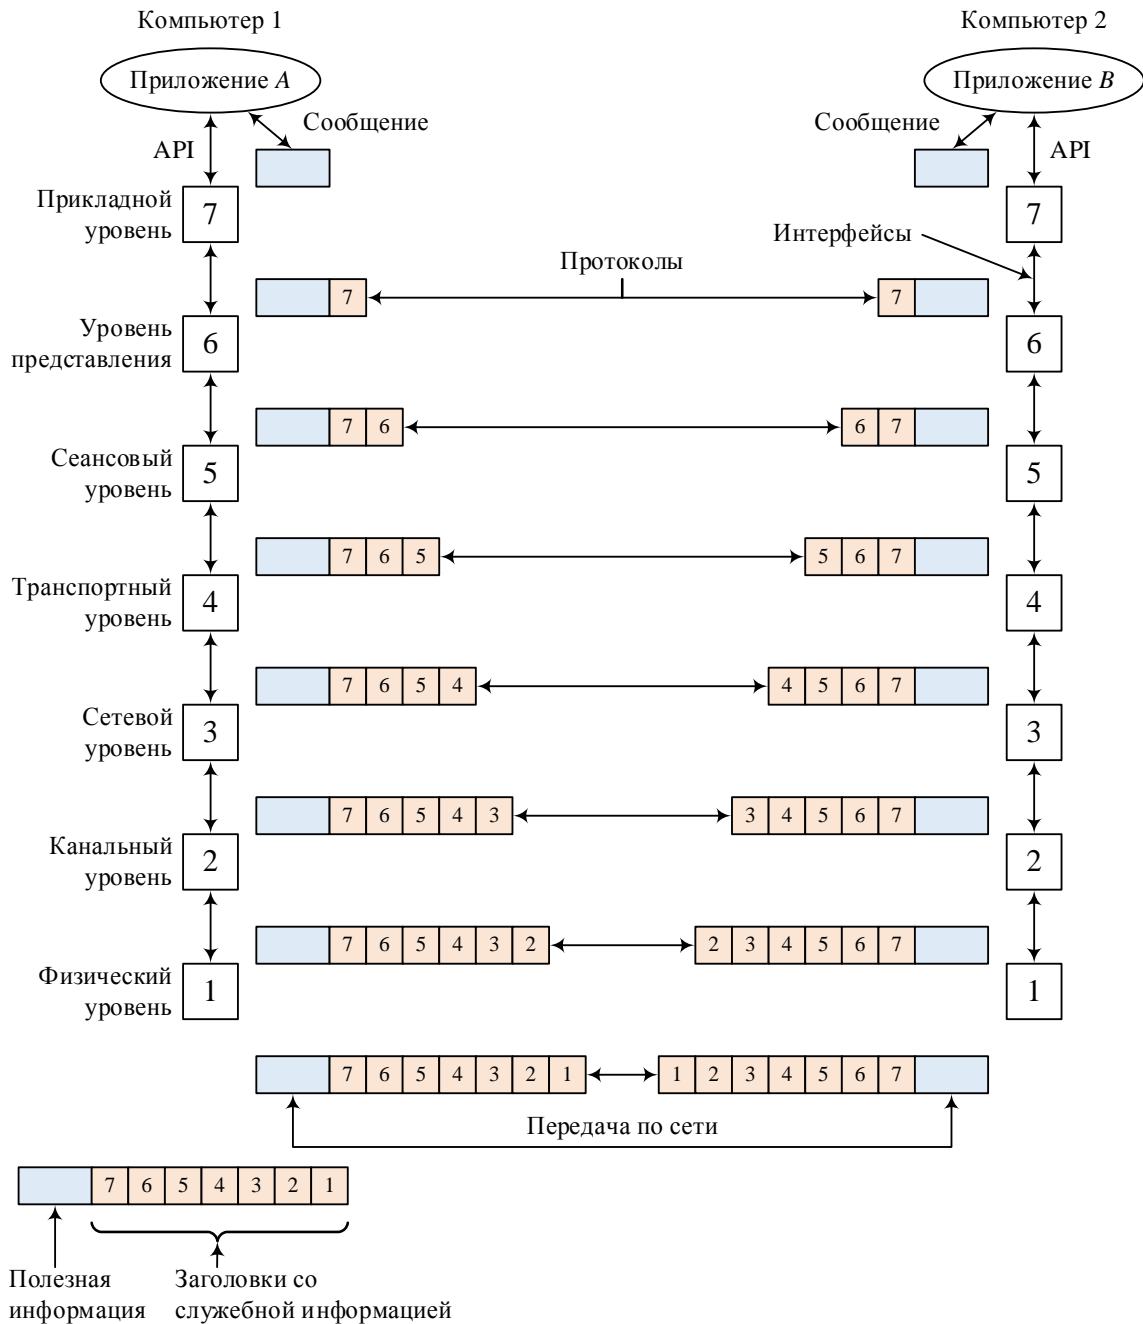 Компьютер 1
Компьютер 2
Приложение A
Приложение B
Сообщение
Сообщение
API
API
Прикладной
уровень
7
7
Интерфейсы
Протоколы
7
7
Уровень
представления
6
6
7 6
6 7
Сеансовый
уровень
5
5
7 6 5
5 6 7
Транспортный
уровень
4
4
7 6 5 4
4 5 6 7
Сетевой
уровень
3
3
7 6 5 4 3
3 4 5 6 7
Канальный
уровень
2
2
7 6 5 4 3 2
2 3 4 5 6 7
Физический
уровень
1
1
7 6 5 4 3 2 1
1 2 3 4 5 6 7
Передача по сети
7 6 5 4 3 2 1
Полезная
информация
Заголовки со
служебной информацией